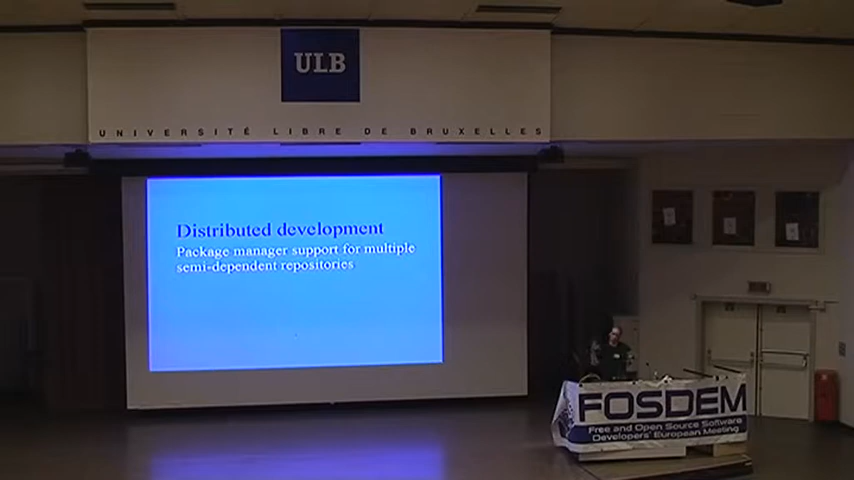 ULB
UNIVERSITÉ LIBRE DE BRUXELLES
Distributed development
Package manager support for multiple
semi-dependent repositories
FOSDEM
Free and Open Source Software
Developers' European Meeting